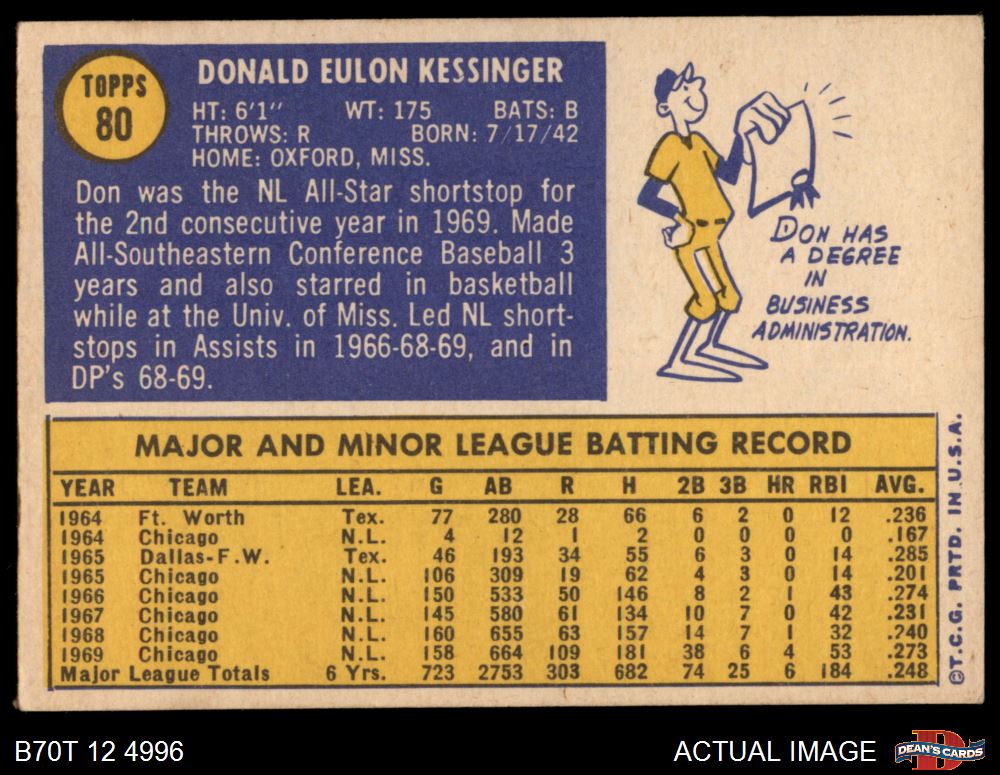 TOPPS
80
DONALD EULON KESSINGER
HT: 6'1" WT: 175 BATS: B
THROWS: R BORN: 7/17/42
HOME: OXFORD, MISS.
Don was the NL All-Star shortstop for
the 2nd consecutive year in 1969. Made
All-Southeastern Conference Baseball 3
years and also starred in basketball
while at the Univ. of Miss. Led NL short-
stops in Assists in 1966-68-69, and in
DP's 68-69.
DON HAS
A DEGREE
IN
BUSINESS
ADMINISTRATION.
MAJOR AND MINOR LEAGUE BATTING RECORD
YEAR TEAM LEA. G AB R H 2B 3B HR RBI AVG.
1964 Ft. Worth Tex. 77 280 28 66 6 2 0 12 .236
1964 Chicago N.L. 4 12 1 2 0 0 0 0 .167
1965 Dallas-F.W. Tex. 46 193 34 55 6 3 0 14 .285
1965 Chicago N.L. 106 309 19 62 4 3 0 14 .201
1966 Chicago N.L. 150 533 50 146 8 2 1 43 .274
1967 Chicago N.L. 145 580 61 134 10 7 0 42 .231
1968 Chicago N.L. 160 655 63 157 14 7 1 32 .240
1969 Chicago N.L. 158 664 109 181 38 6 4 53 .273
Major League Totals 6 Yrs. 723 2753 303 682 74 25 6 184 .248
©T.C.G. PRTD. IN U.S.A.
B70T 12 4996
ACTUAL IMAGE
DEAN'S CARDS